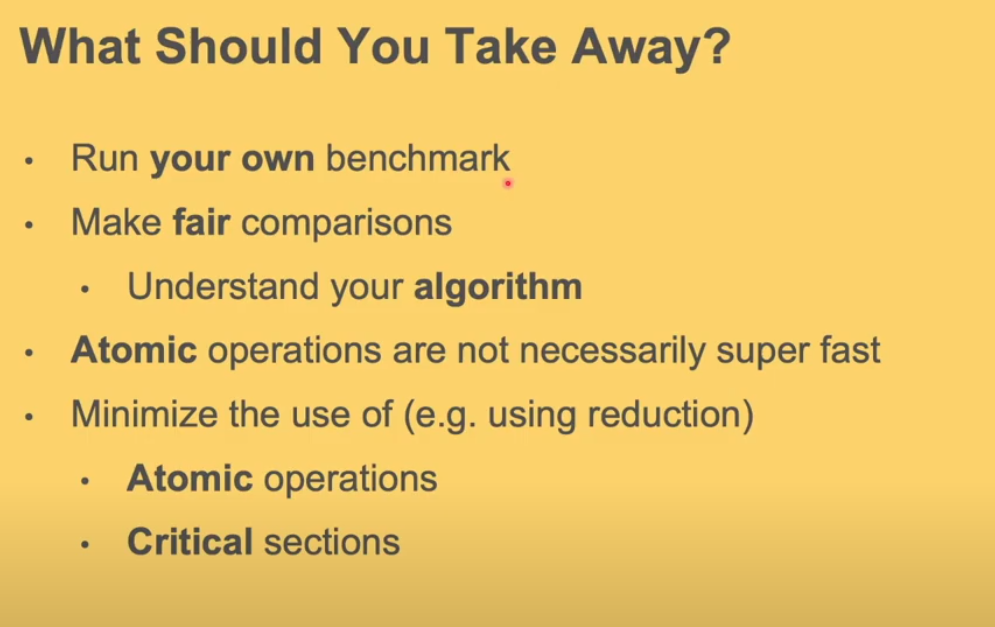 What Should You Take Away?
• Run your own benchmark
• Make fair comparisons
• Understand your algorithm
• Atomic operations are not necessarily super fast
• Minimize the use of (e.g. using reduction)
• Atomic operations
• Critical sections